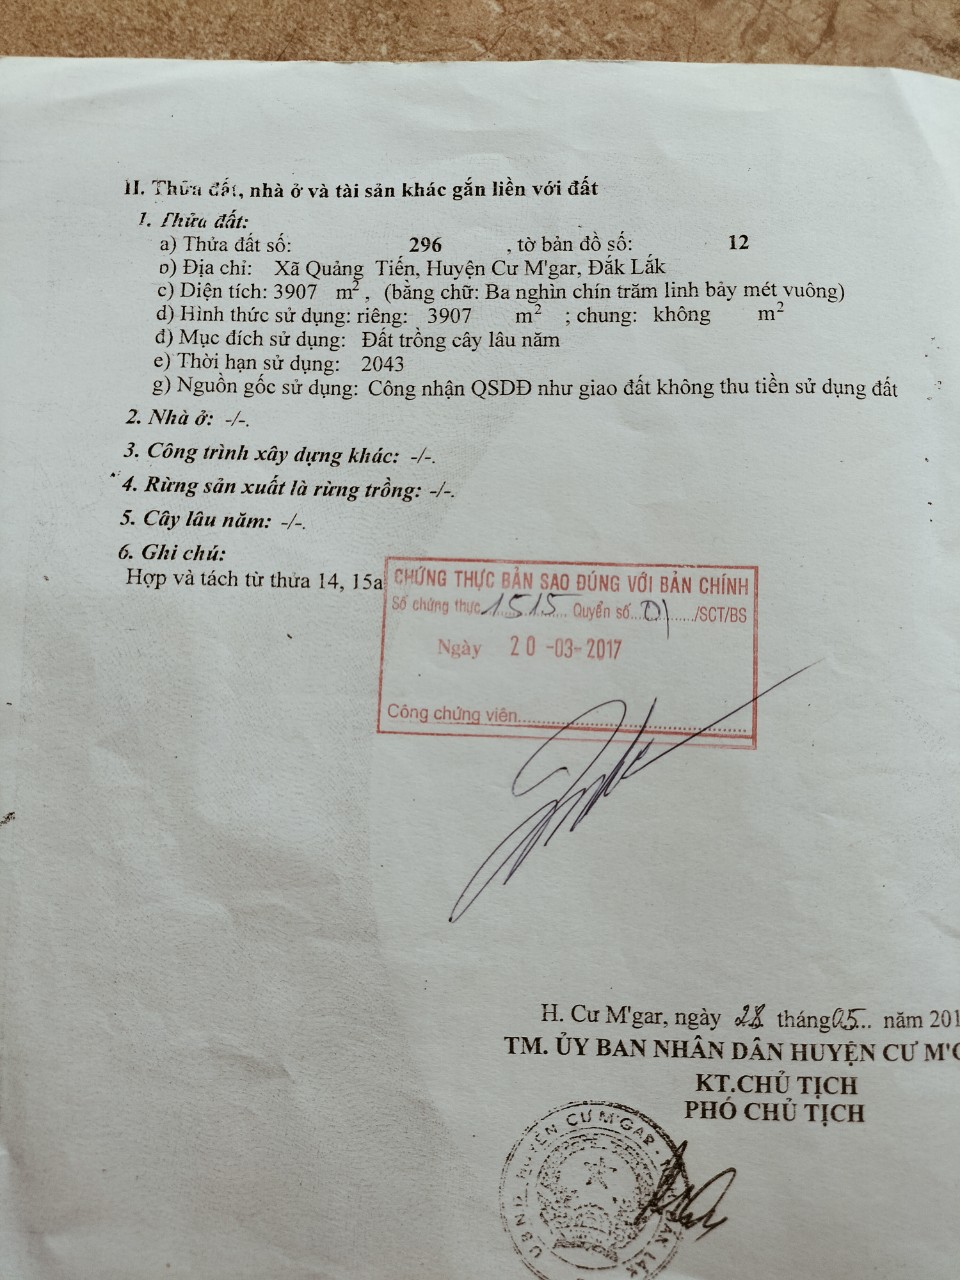 II. Thửa đất, nhà ở và tài sản khác gắn liền với đất
1. Thửa đất:
a) Thửa đất số: 296 , tờ bản đồ số: 12
b) Địa chỉ: Xã Quảng Tiến, Huyện Cư M'gar, Đắk Lắk
c) Diện tích: 3907 m², (bằng chữ: Ba nghìn chín trăm linh bảy mét vuông)
d) Hình thức sử dụng: riêng: 3907 m² ; chung: không m²
đ) Mục đích sử dụng: Đất trồng cây lâu năm
e) Thời hạn sử dụng: 2043
g) Nguồn gốc sử dụng: Công nhận QSDĐ như giao đất không thu tiền sử dụng đất
2. Nhà ở: -/-.
3. Công trình xây dựng khác: -/-.
4. Rừng sản xuất là rừng trồng: -/-.
5. Cây lâu năm: -/-.
6. Ghi chú:
Hợp và tách từ thửa 14, 15a
CHỨNG THỰC BẢN SAO ĐÚNG VỚI BẢN CHÍNH
Số chứng thực 1515 Quyển số 01 /SCT/BS
Ngày 20-03-2017
Công chứng viên
H. Cư M'gar, ngày 28 tháng 05.. năm 201
TM. ỦY BAN NHÂN DÂN HUYỆN CƯ M'G
KT.CHỦ TỊCH
PHÓ CHỦ TỊCH
UBND HUYỆN CƯ M'GAR ĐĂK LĂK